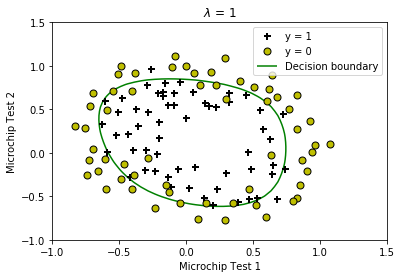 λ = 1
y = 1
y = 0
Decision boundary
Microchip Test 2
1.5
1.0
0.5
0.0
−0.5
−1.0
−1.0 −0.5 0.0 0.5 1.0 1.5
Microchip Test 1